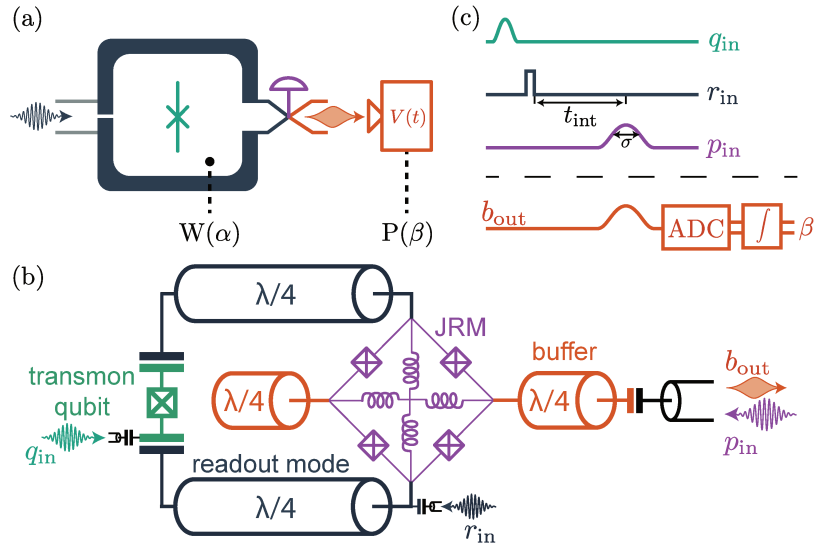 (a)
V(t)
W(α)
P(β)
(c)
q_in
r_in
t_int
p_in
σ
b_out
ADC
∫
β
(b)
λ/4
JRM
transmon
qubit
q_in
λ/4
buffer
λ/4
b_out
p_in
readout mode
λ/4
r_in